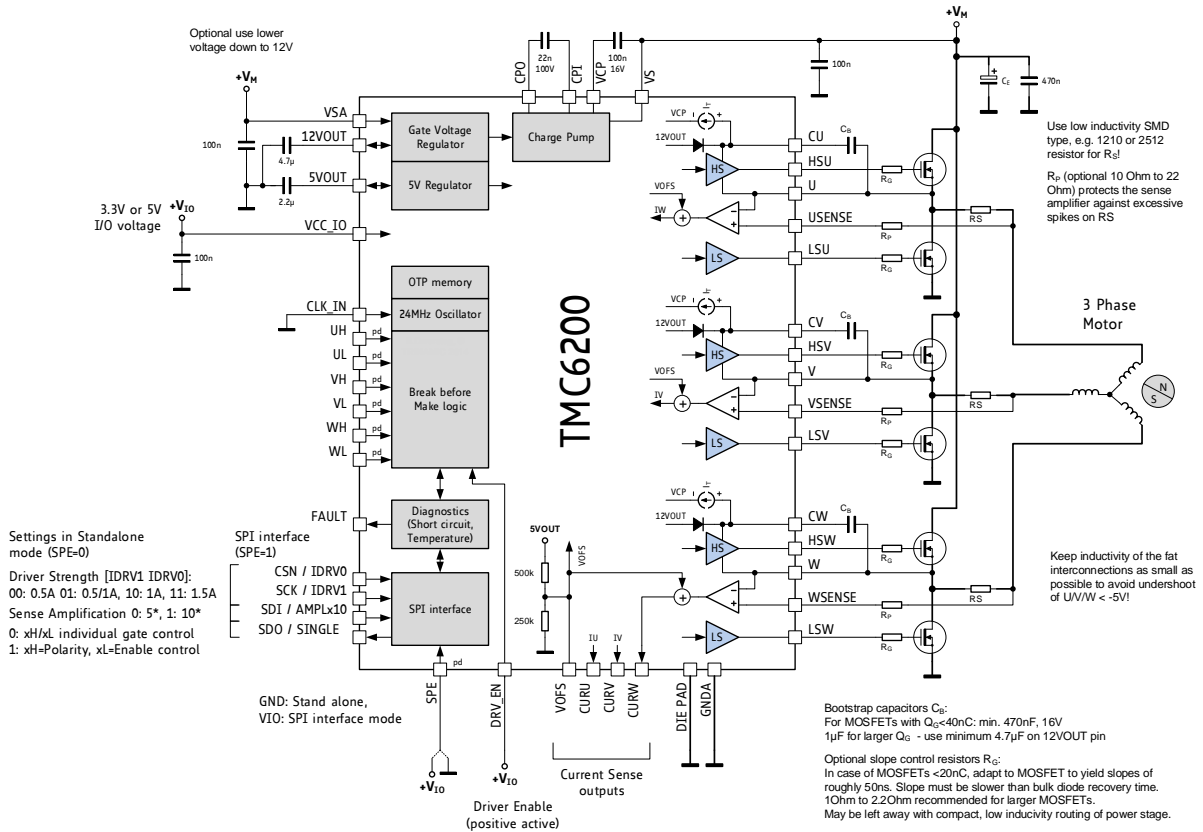 +VM
Optional use lower
voltage down to 12V
+VM
CPO
22n
100V
CPI
VCP
100n
16V
VS
100n
CE
470n
VSA
12VOUT
5VOUT
100n
4.7µ
2.2µ
Gate Voltage
Regulator
5V Regulator
Charge Pump
3.3V or 5V
I/O voltage
+VIO
VCC_IO
100n
CLK_IN
UH
pd
UL
pd
VH
pd
VL
pd
WH
pd
WL
pd
OTP memory
24MHz Oscillator
Break before
Make logic
TMC6200
FAULT
Diagnostics
(Short circuit,
Temperature)
SPI interface
Settings in Standalone
mode (SPE=0)
SPI interface
(SPE=1)
Driver Strength [IDRV1 IDRV0]:
00: 0.5A 01: 0.5/1A, 10: 1A, 11: 1.5A
Sense Amplification 0: 5*, 1: 10*
0: xH/xL individual gate control
1: xH=Polarity, xL=Enable control
CSN / IDRV0
SCK / IDRV1
SDI / AMPLx10
SDO / SINGLE
VCP
IT
+
12VOUT
HS
CU
CB
HSU
RG
U
VOFS
IW
+
−
+
USENSE
RP
RS
LS
LSU
RG
VCP
IT
+
12VOUT
HS
CV
CB
HSV
RG
V
VOFS
IV
+
−
+
VSENSE
RP
RS
LS
LSV
RG
VCP
IT
+
12VOUT
HS
CW
CB
HSW
RG
W
+
−
+
WSENSE
RP
RS
LS
LSW
RG
5VOUT
500k
250k
VOFS
IU
IV
pd
SPE
DRV_EN
VOFS
CURU
CURV
CURW
DIE PAD
GNDA
GND: Stand alone,
VIO: SPI interface mode
+VIO
+VIO
Driver Enable
(positive active)
Current Sense
outputs
Use low inductivity SMD
type, e.g. 1210 or 2512
resistor for RS!
RP (optional 10 Ohm to 22
Ohm) protects the sense
amplifier against excessive
spikes on RS
3 Phase
Motor
N
S
Keep inductivity of the fat
interconnections as small as
possible to avoid undershoot
of U/V/W < -5V!
Bootstrap capacitors CB:
For MOSFETs with QG<40nC: min. 470nF, 16V
1µF for larger QG - use minimum 4.7µF on 12VOUT pin
Optional slope control resistors RG:
In case of MOSFETs <20nC, adapt to MOSFET to yield slopes of
roughly 50ns. Slope must be slower than bulk diode recovery time.
1Ohm to 2.2Ohm recommended for larger MOSFETs.
May be left away with compact, low inducivity routing of power stage.